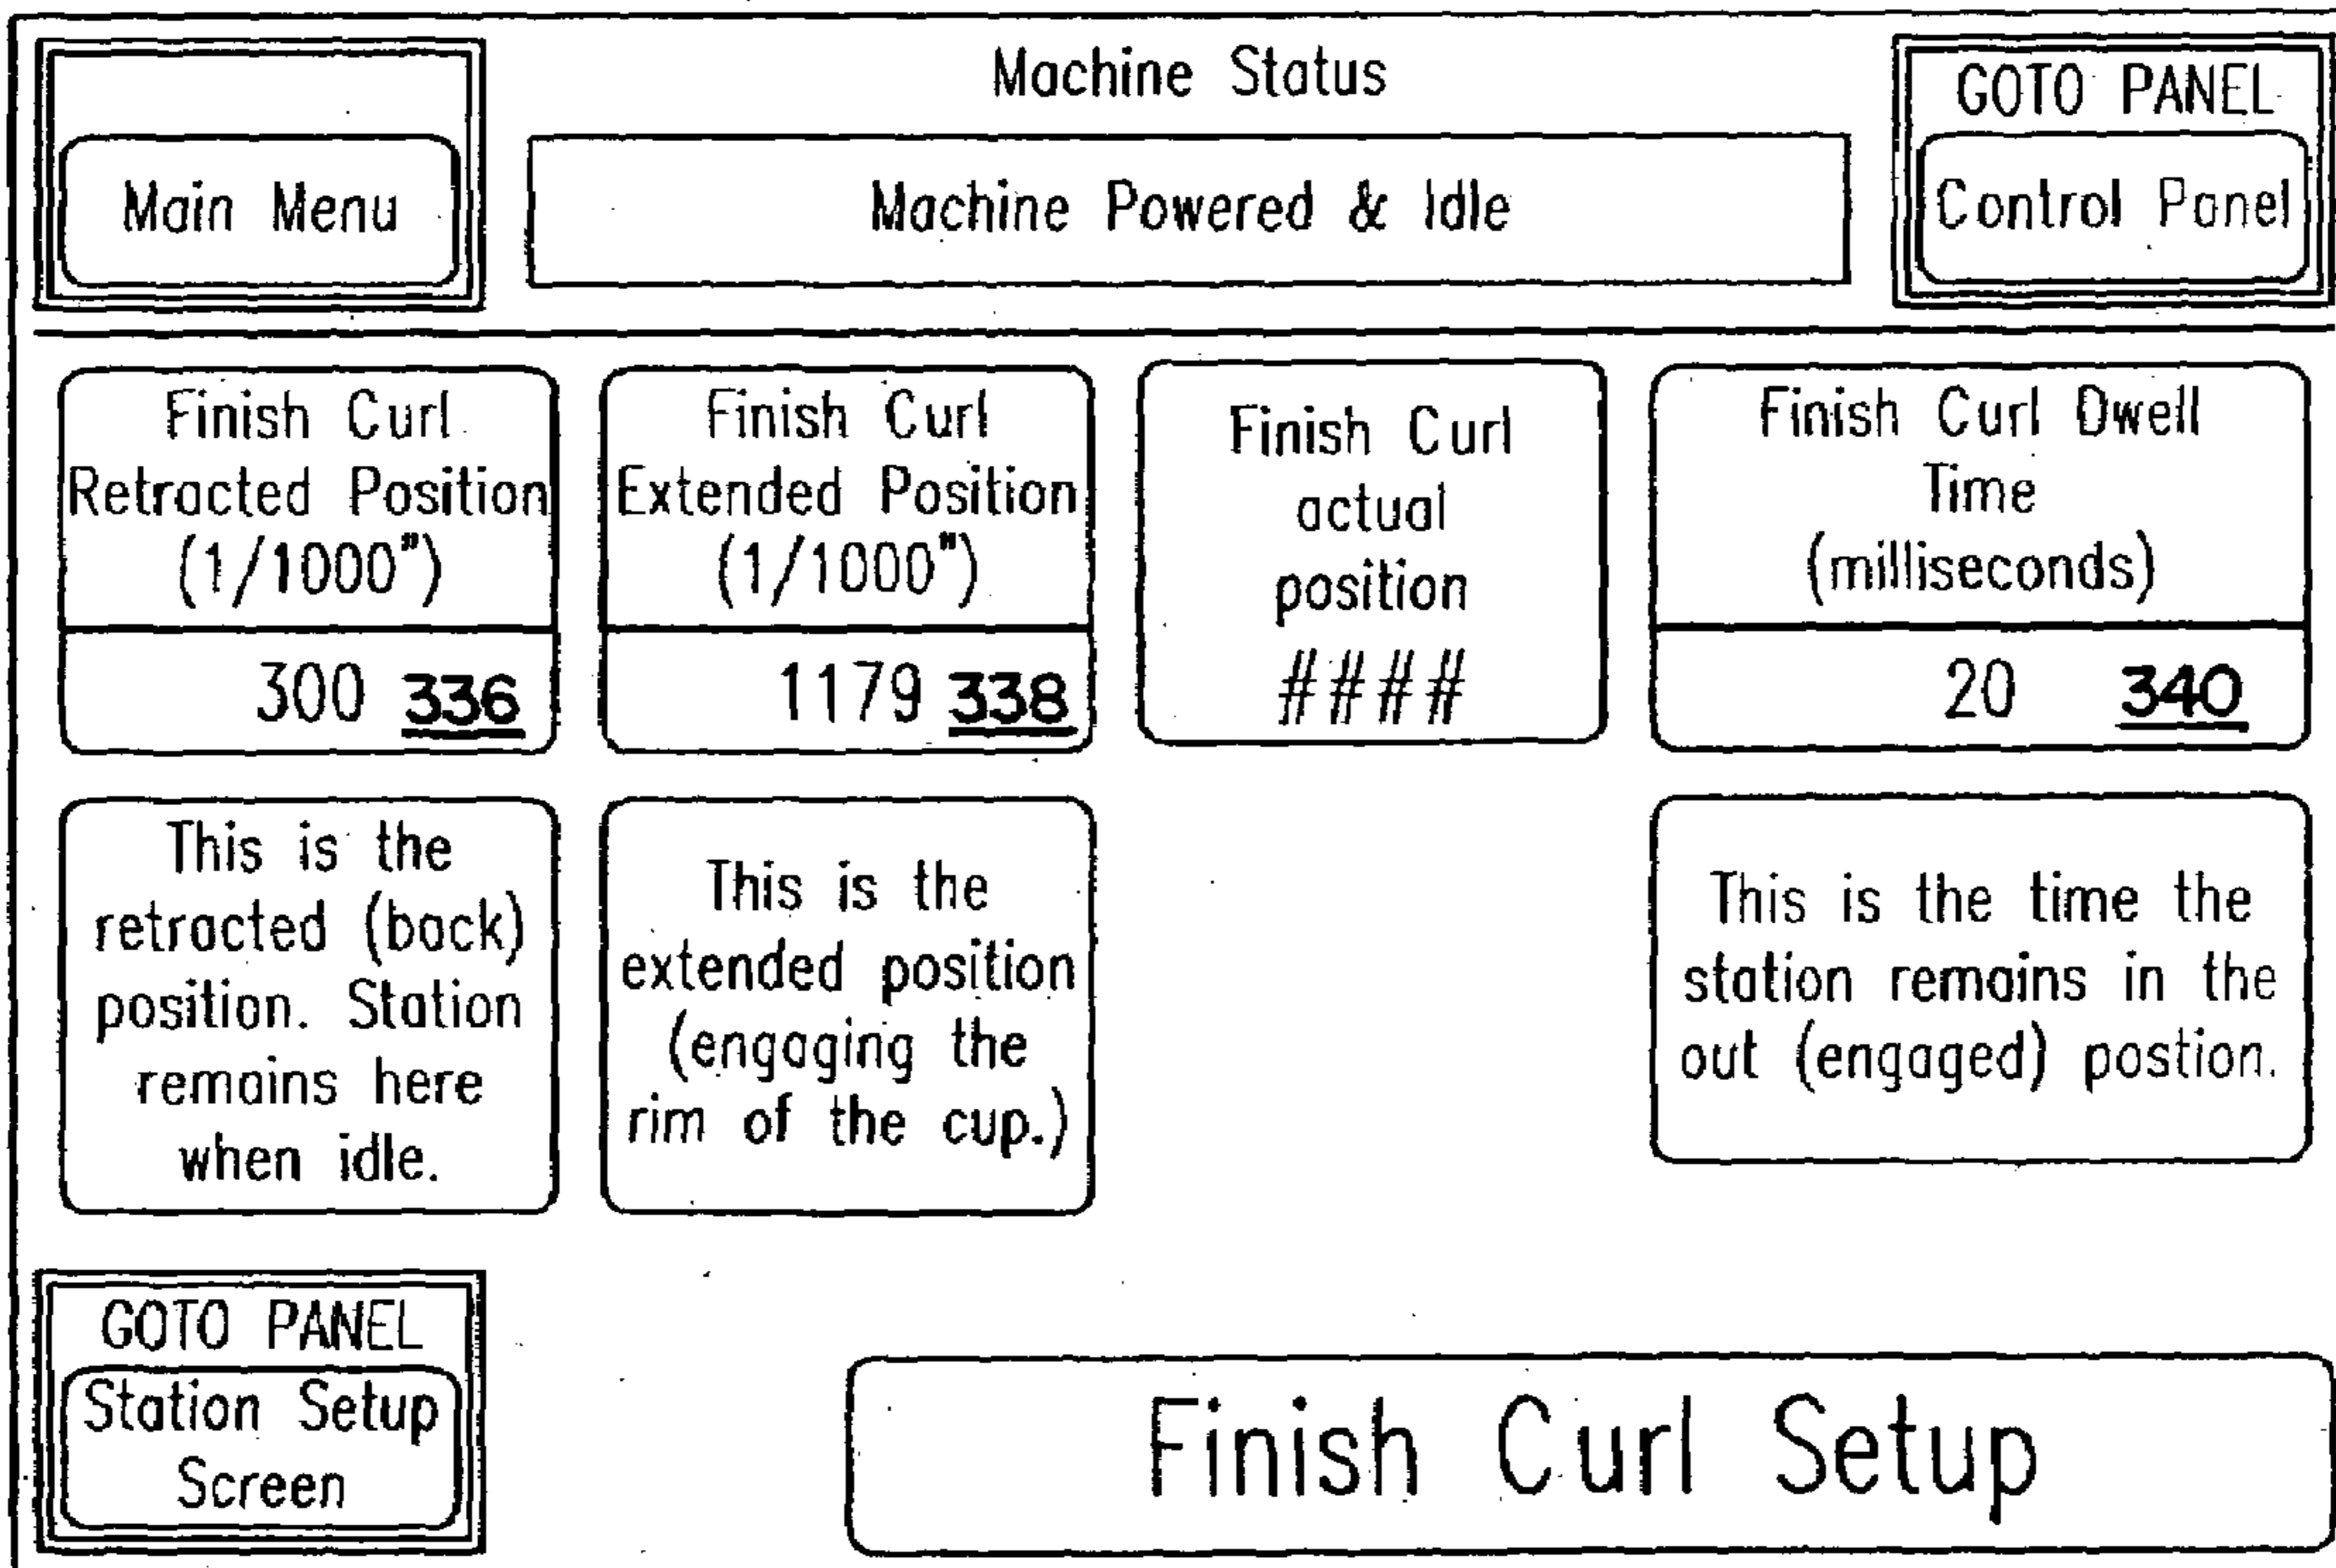 Machine Status
GOTO PANEL
Main Menu
Machine Powered & Idle
Control Panel
Finish Curl
Retracted Position
(1/1000")
300 336
Finish Curl
Extended Position
(1/1000")
1179 338
Finish Curl
actual
position
####
Finish Curl Dwell
Time
(milliseconds)
20 340
This is the
retracted (back)
position. Station
remains here
when idle.
This is the
extended position
(engaging the
rim of the cup.)
This is the time the
station remains in the
out (engaged) postion.
GOTO PANEL
Station Setup
Screen
Finish Curl Setup